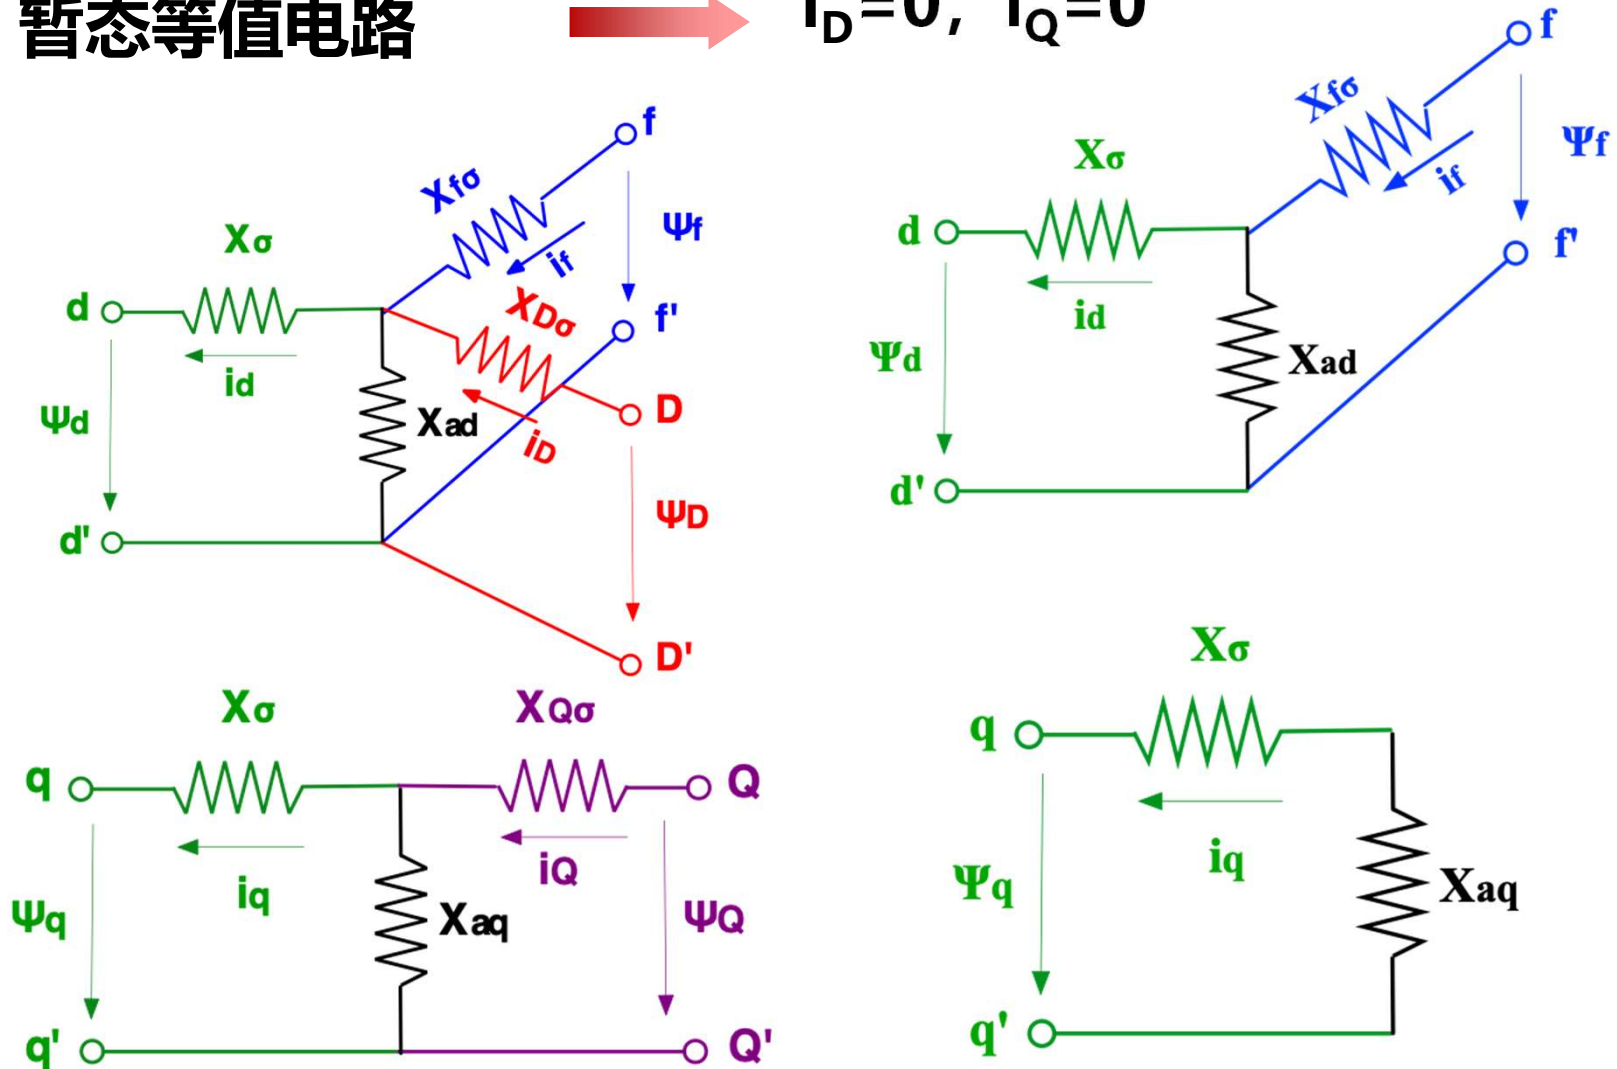 暂态等值电路
iD=0, iQ=0
f
Xfσ
Ψf
Xσ
if
d
XDσ
f'
id
Ψd
Xad
D
iD
ΨD
d'
D'
Xσ
XQσ
q
Q
iq
iQ
Ψq
Xaq
ΨQ
q'
Q'
f
Xfσ
Ψf
Xσ
if
d
f'
id
Ψd
Xad
d'
Xσ
q
iq
Ψq
Xaq
q'